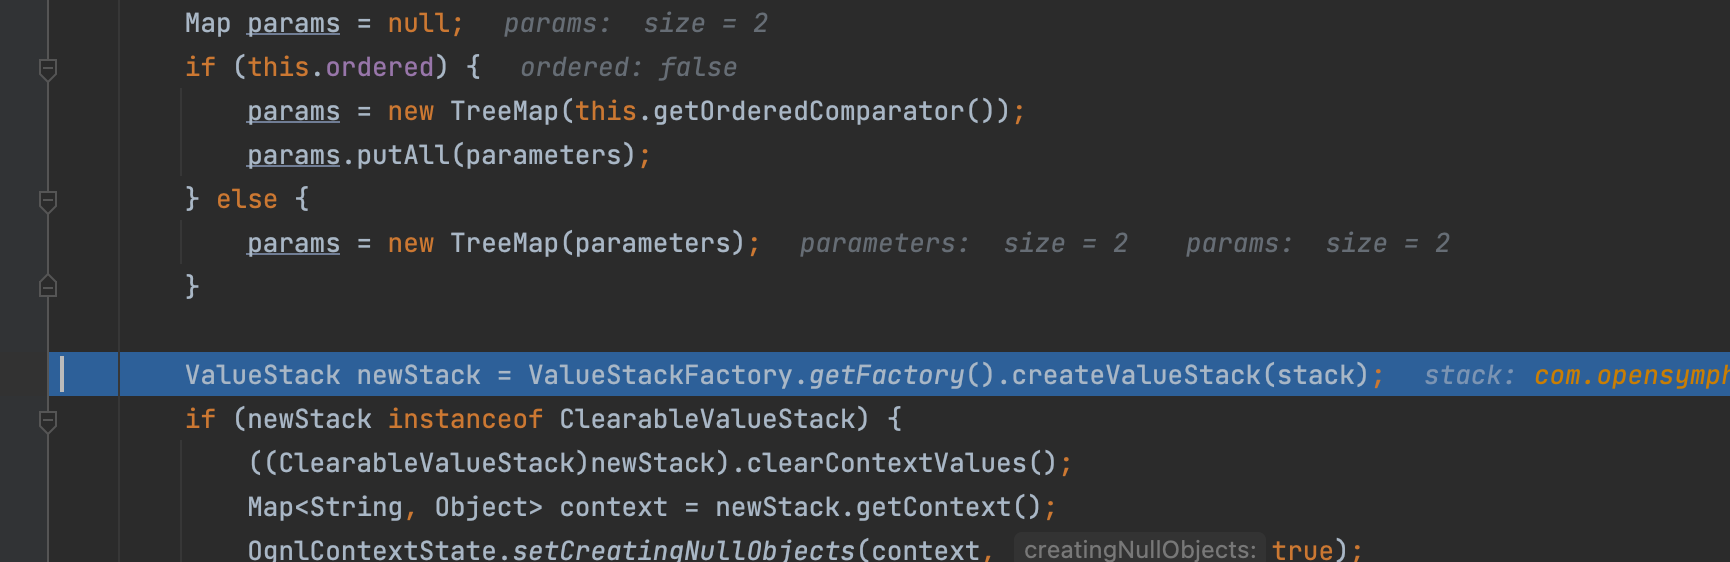 Map params = null; params: size = 2
if (this.ordered) { ordered: false
params = new TreeMap(this.getOrderedComparator());
params.putAll(parameters);
} else {
params = new TreeMap(parameters); parameters: size = 2 params: size = 2
}
ValueStack newStack = ValueStackFactory.getFactory().createValueStack(stack); stack: com.opensymph
if (newStack instanceof ClearableValueStack) {
((ClearableValueStack)newStack).clearContextValues();
Map<String, Object> context = newStack.getContext();
OgnlContextState.setCreatingNullObjects(context, creatingNullObjects: true);